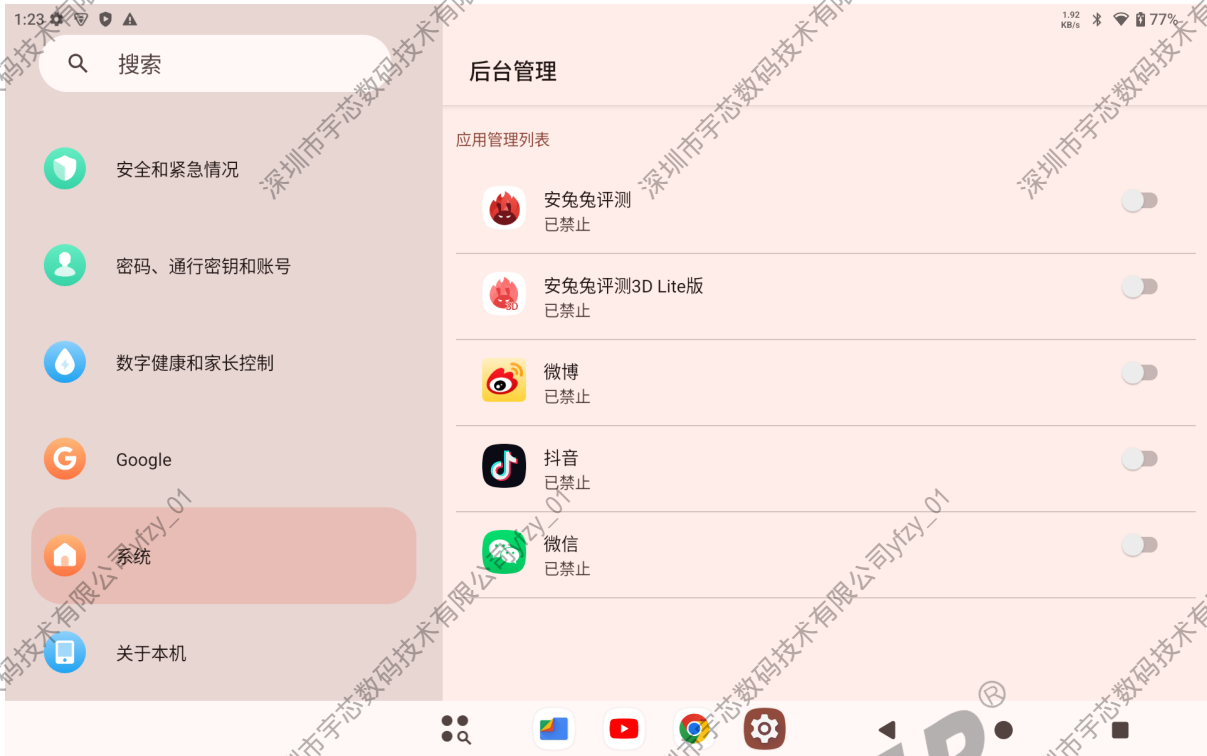 1:23
1.92
KB/s
77%
搜索
安全和紧急情况
密码、通行密钥和账号
数字健康和家长控制
Google
系统
关于本机
后台管理
应用管理列表
安兔兔评测
已禁止
安兔兔评测3D Lite版
已禁止
微博
已禁止
抖音
已禁止
微信
已禁止
深圳市宇芯数码技术有限公司yfzy_01